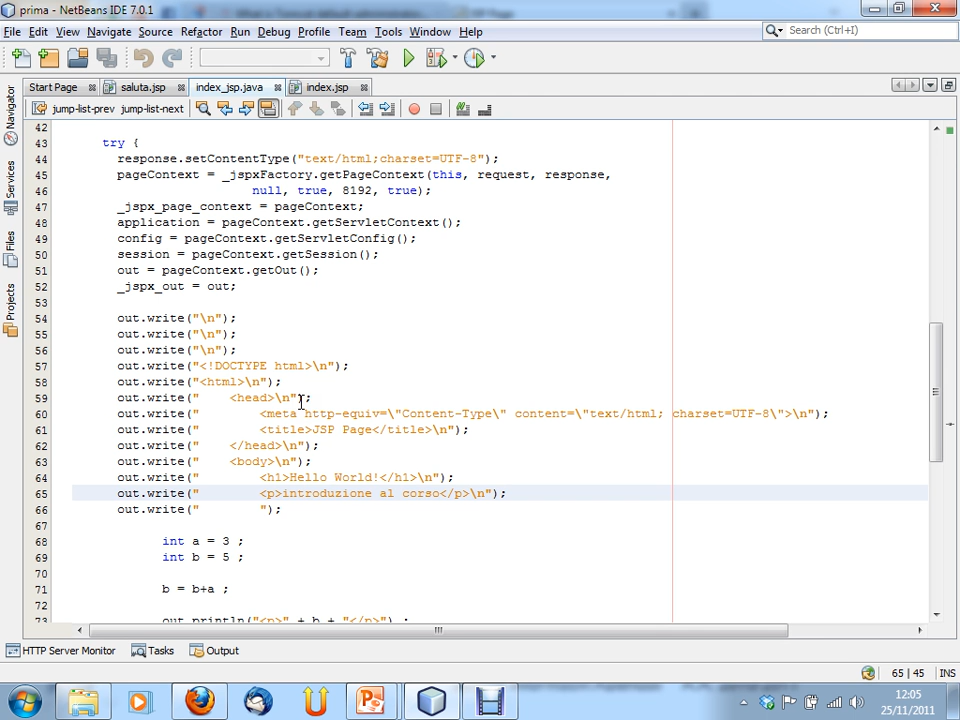 prima - NetBeans IDE 7.0.1
File Edit View Navigate Source Refactor Run Debug Profile Team Tools Window Help
Search (Ctrl+I)
Start Page saluta.jsp index_jsp.java index.jsp
jump-list-prev jump-list-next
Navigator
Services
Files
Projects
42
43 try {
44 response.setContentType("text/html;charset=UTF-8");
45 pageContext = _jspxFactory.getPageContext(this, request, response,
46 null, true, 8192, true);
47 _jspx_page_context = pageContext;
48 application = pageContext.getServletContext();
49 config = pageContext.getServletConfig();
50 session = pageContext.getSession();
51 out = pageContext.getOut();
52 _jspx_out = out;
53
54 out.write("\n");
55 out.write("\n");
56 out.write("\n");
57 out.write("<!DOCTYPE html>\n");
58 out.write("<html>\n");
59 out.write("    <head>\n");
60 out.write("        <meta http-equiv=\"Content-Type\" content=\"text/html; charset=UTF-8\">\n");
61 out.write("        <title>JSP Page</title>\n");
62 out.write("    </head>\n");
63 out.write("    <body>\n");
64 out.write("        <h1>Hello World!</h1>\n");
65 out.write("        <p>introduzione al corso</p>\n");
66 out.write("        ");
67
68 int a = 3 ;
69 int b = 5 ;
70
71 b = b+a ;
72
73 out.println("<p>" + b + "</p>") ;
HTTP Server Monitor Tasks Output
65 | 45 INS
12:05
25/11/2011